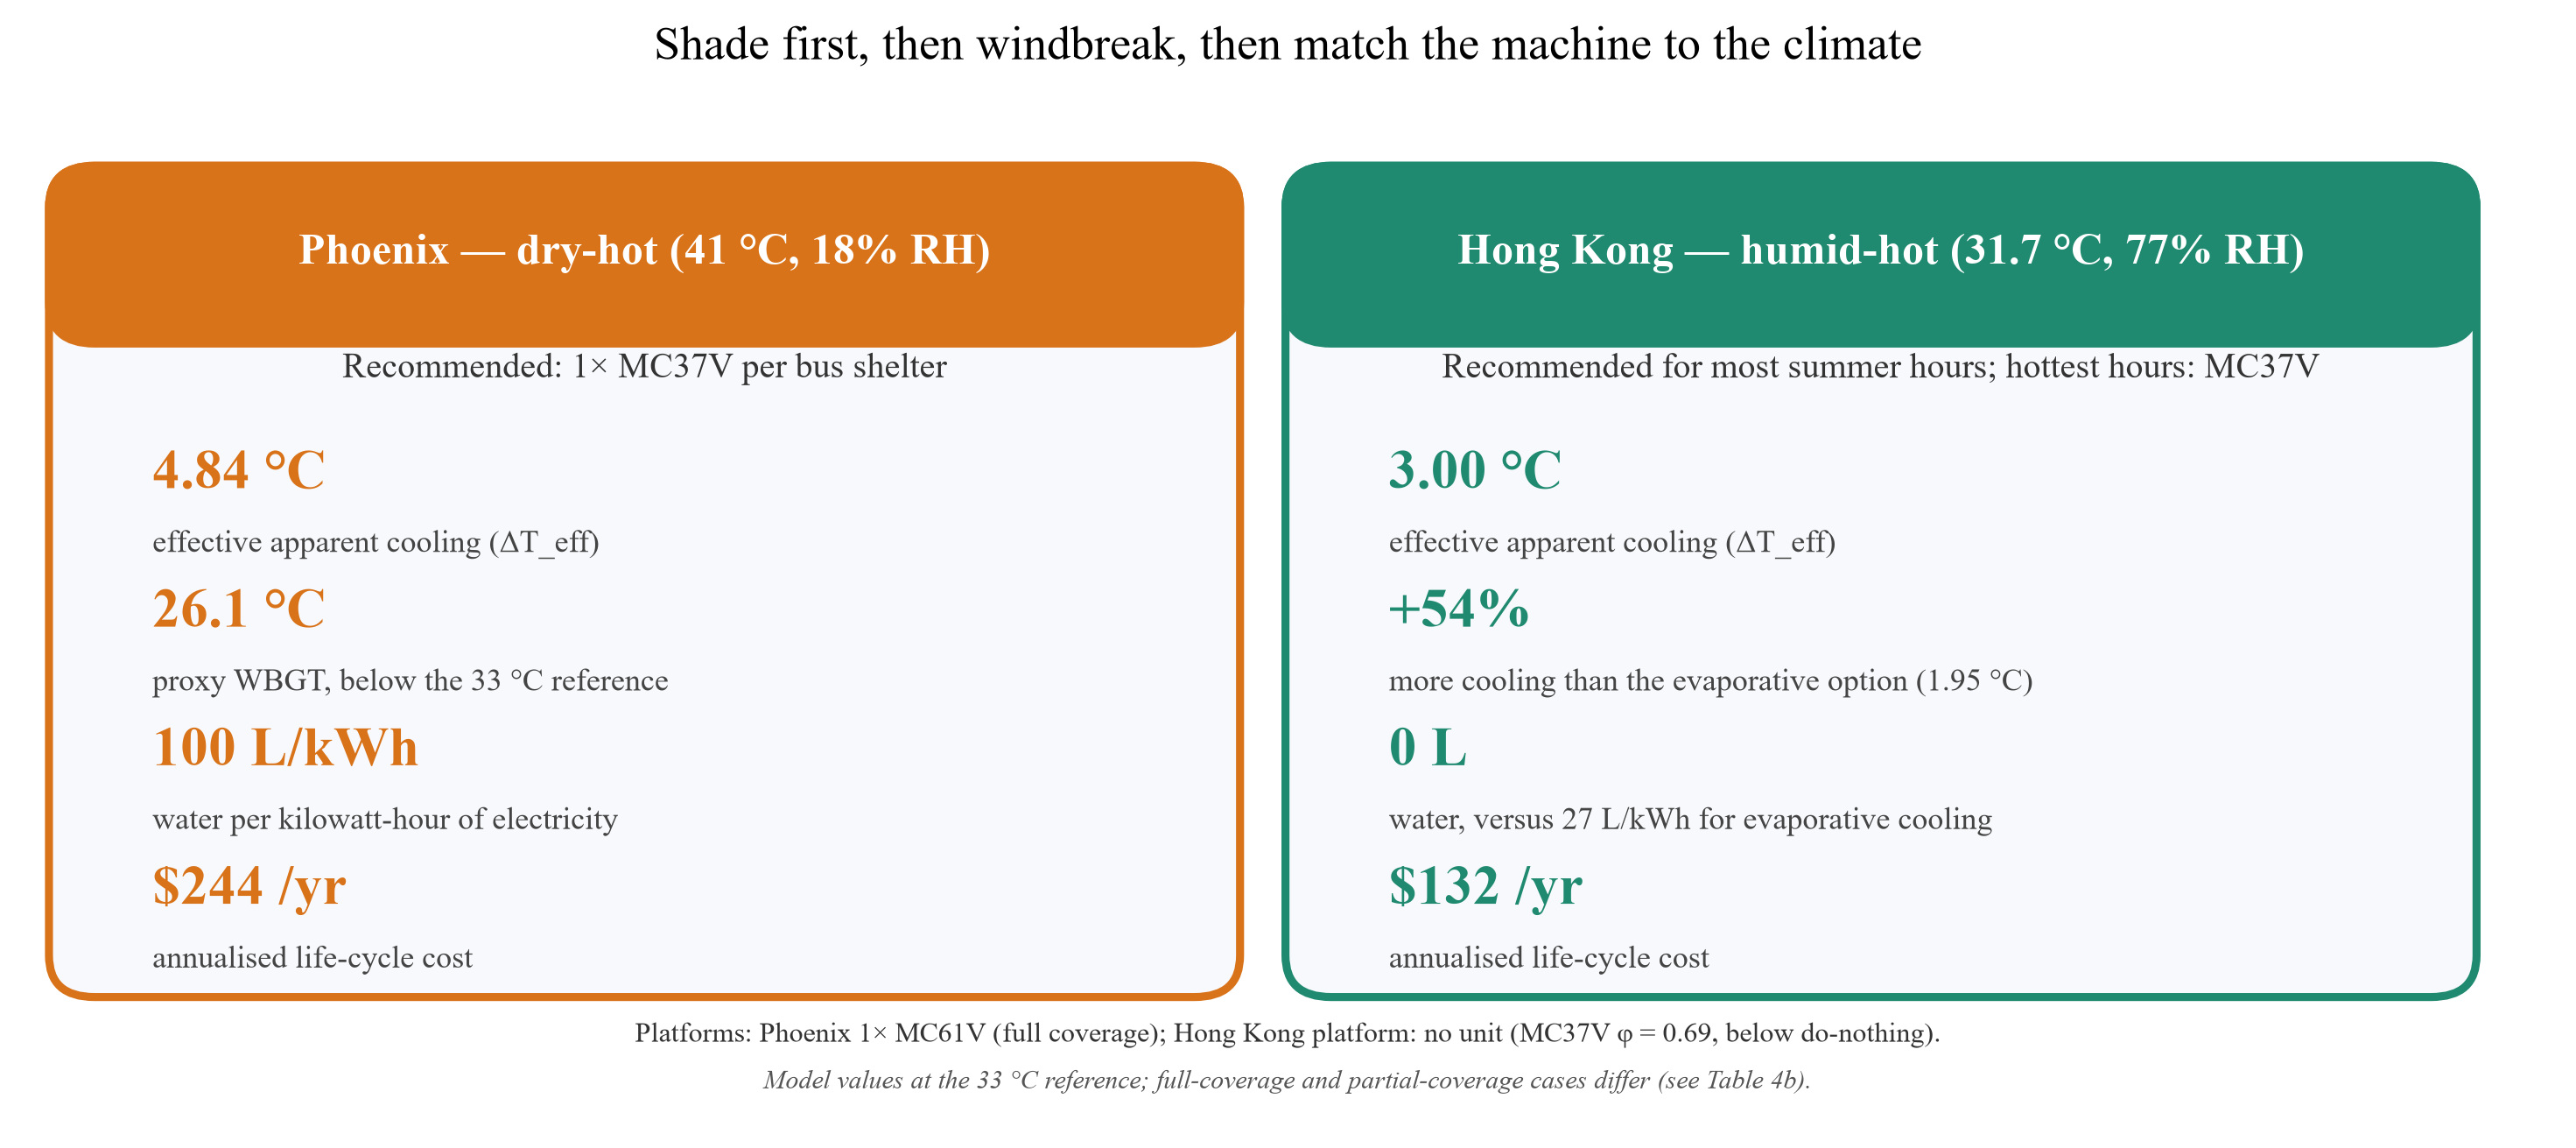 Shade first, then windbreak, then match the machine to the climate
Phoenix — dry-hot (41 °C, 18% RH)
Recommended: 1× MC37V per bus shelter
4.84 °C
effective apparent cooling (ΔT_eff)
26.1 °C
proxy WBGT, below the 33 °C reference
100 L/kWh
water per kilowatt-hour of electricity
$244 /yr
annualised life-cycle cost
Hong Kong — humid-hot (31.7 °C, 77% RH)
Recommended for most summer hours; hottest hours: MC37V
3.00 °C
effective apparent cooling (ΔT_eff)
+54%
more cooling than the evaporative option (1.95 °C)
0 L
water, versus 27 L/kWh for evaporative cooling
$132 /yr
annualised life-cycle cost
Platforms: Phoenix 1× MC61V (full coverage); Hong Kong platform: no unit (MC37V φ = 0.69, below do-nothing).
Model values at the 33 °C reference; full-coverage and partial-coverage cases differ (see Table 4b).